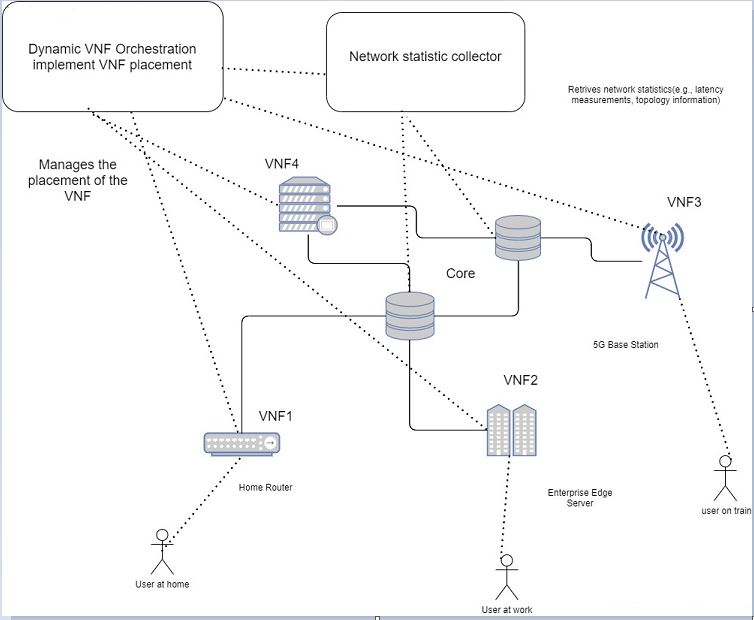 Dynamic VNF Orchestration
implement VNF placement
Network statistic collector
Retrives network statistics(e.g., latency
measurements, topology information)
Manages the
placement of the
VNF
VNF4
VNF3
Core
5G Base Station
VNF2
VNF1
Home Router
Enterprise Edge
Server
user on train
User at home
User at work